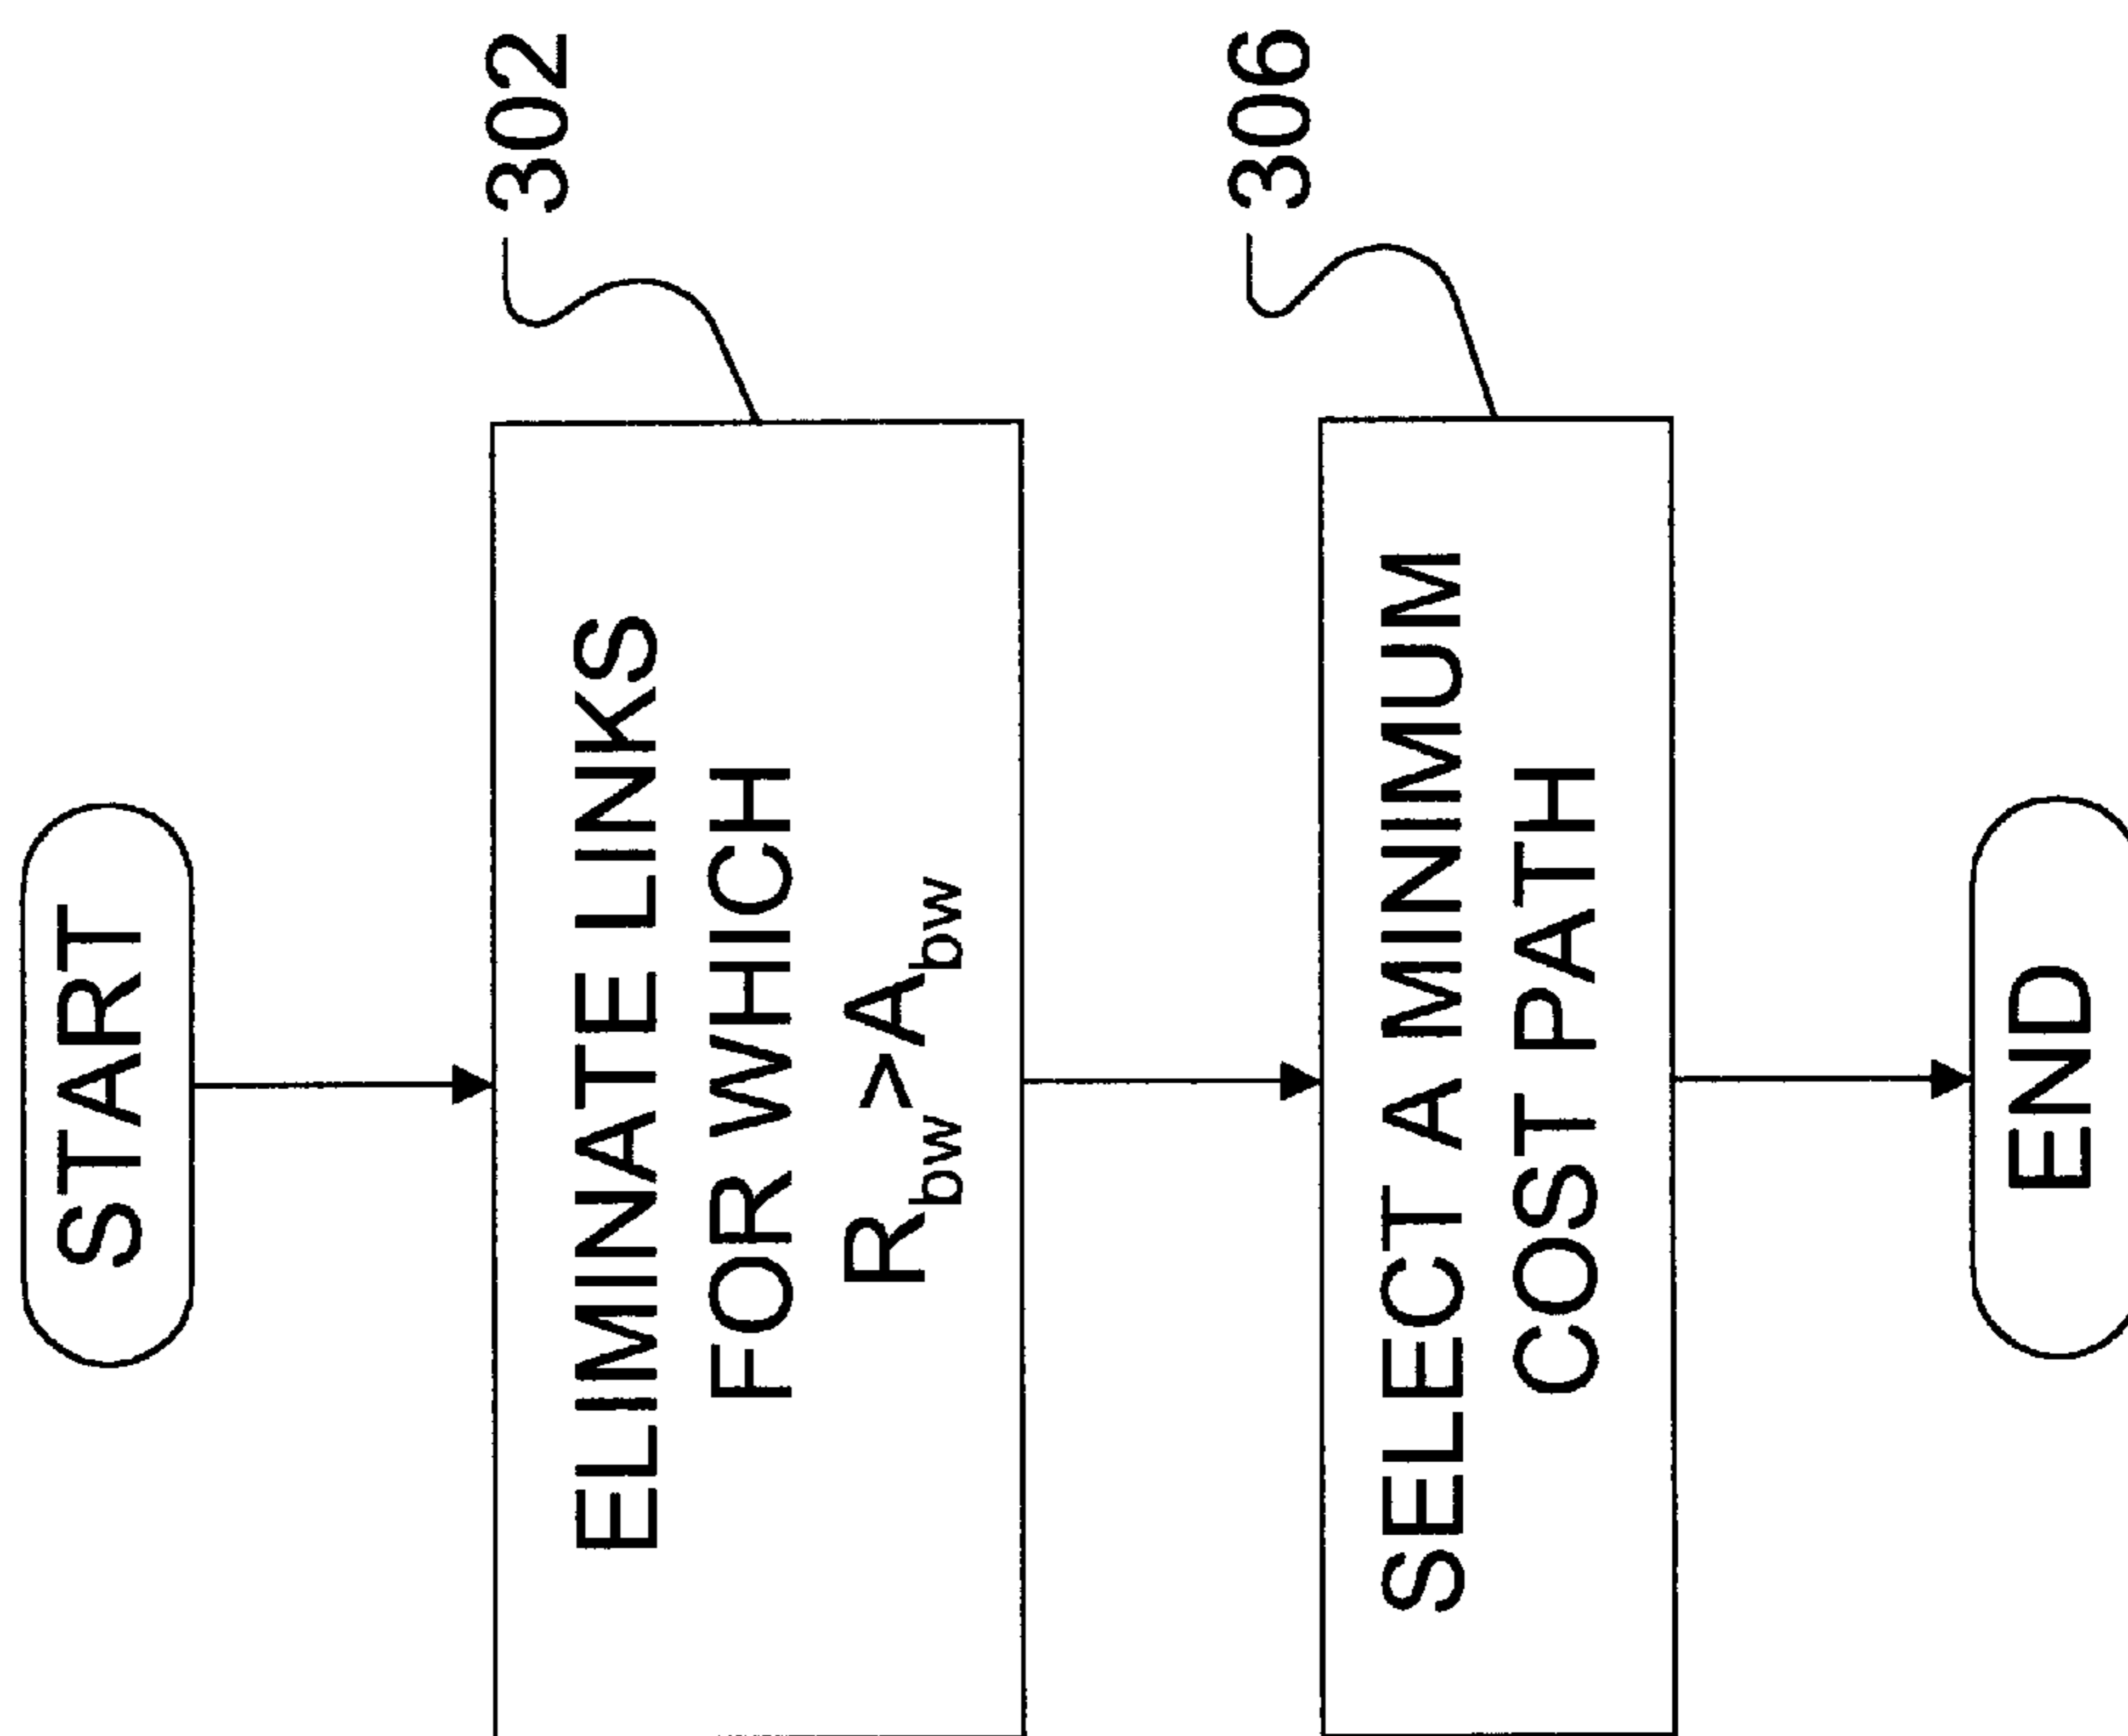 START
302
ELIMINATE LINKS
FOR WHICH
R_bw>A_bw
306
SELECT A MINIMUM
COST PATH
END